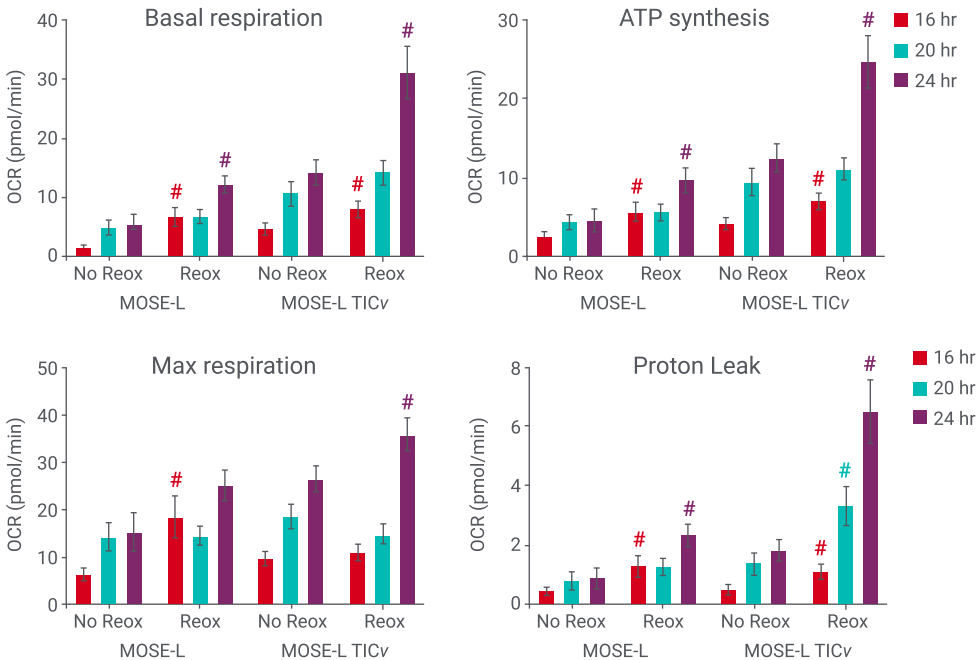 Basal respiration
OCR (pmol/min)
40
30
20
10
0
#
#
#
#
No Reox Reox No Reox Reox
MOSE-L MOSE-L TICv
ATP synthesis
OCR (pmol/min)
30
20
10
0
#
#
#
#
No Reox Reox No Reox Reox
MOSE-L MOSE-L TICv
16 hr
20 hr
24 hr
Max respiration
OCR (pmol/min)
50
40
30
20
10
0
#
#
No Reox Reox No Reox Reox
MOSE-L MOSE-L TICv
Proton Leak
OCR (pmol/min)
8
6
4
2
0
#
#
#
#
#
No Reox Reox No Reox Reox
MOSE-L MOSE-L TICv
16 hr
20 hr
24 hr